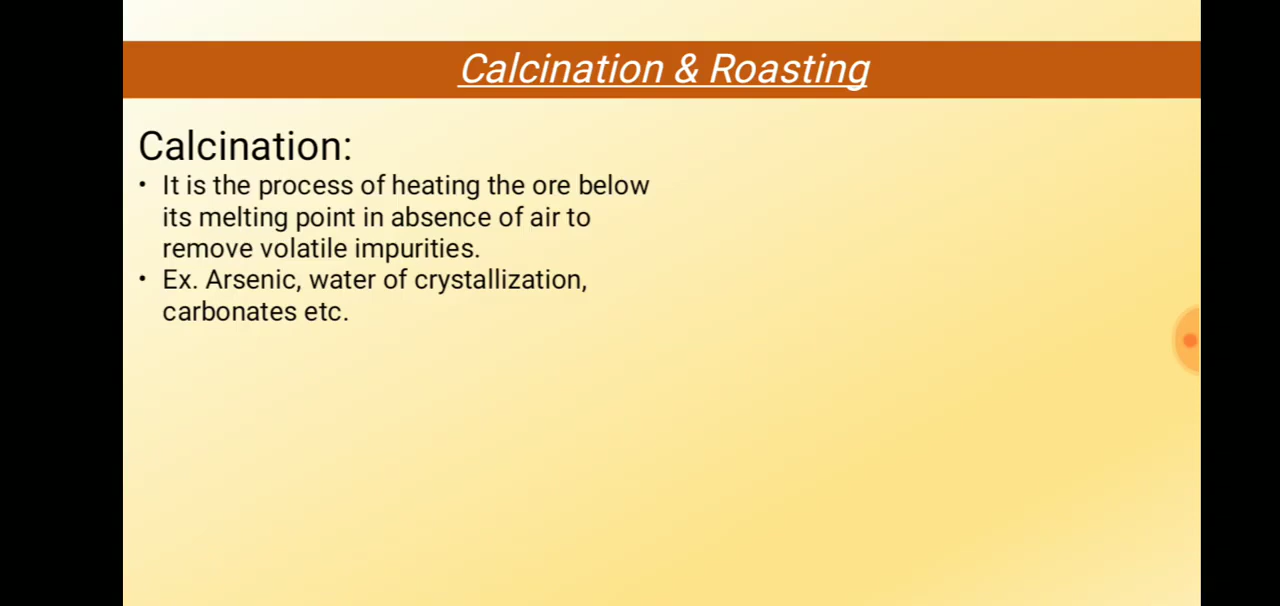 Calcination & Roasting
Calcination:
• It is the process of heating the ore below
its melting point in absence of air to
remove volatile impurities.
• Ex. Arsenic, water of crystallization,
carbonates etc.